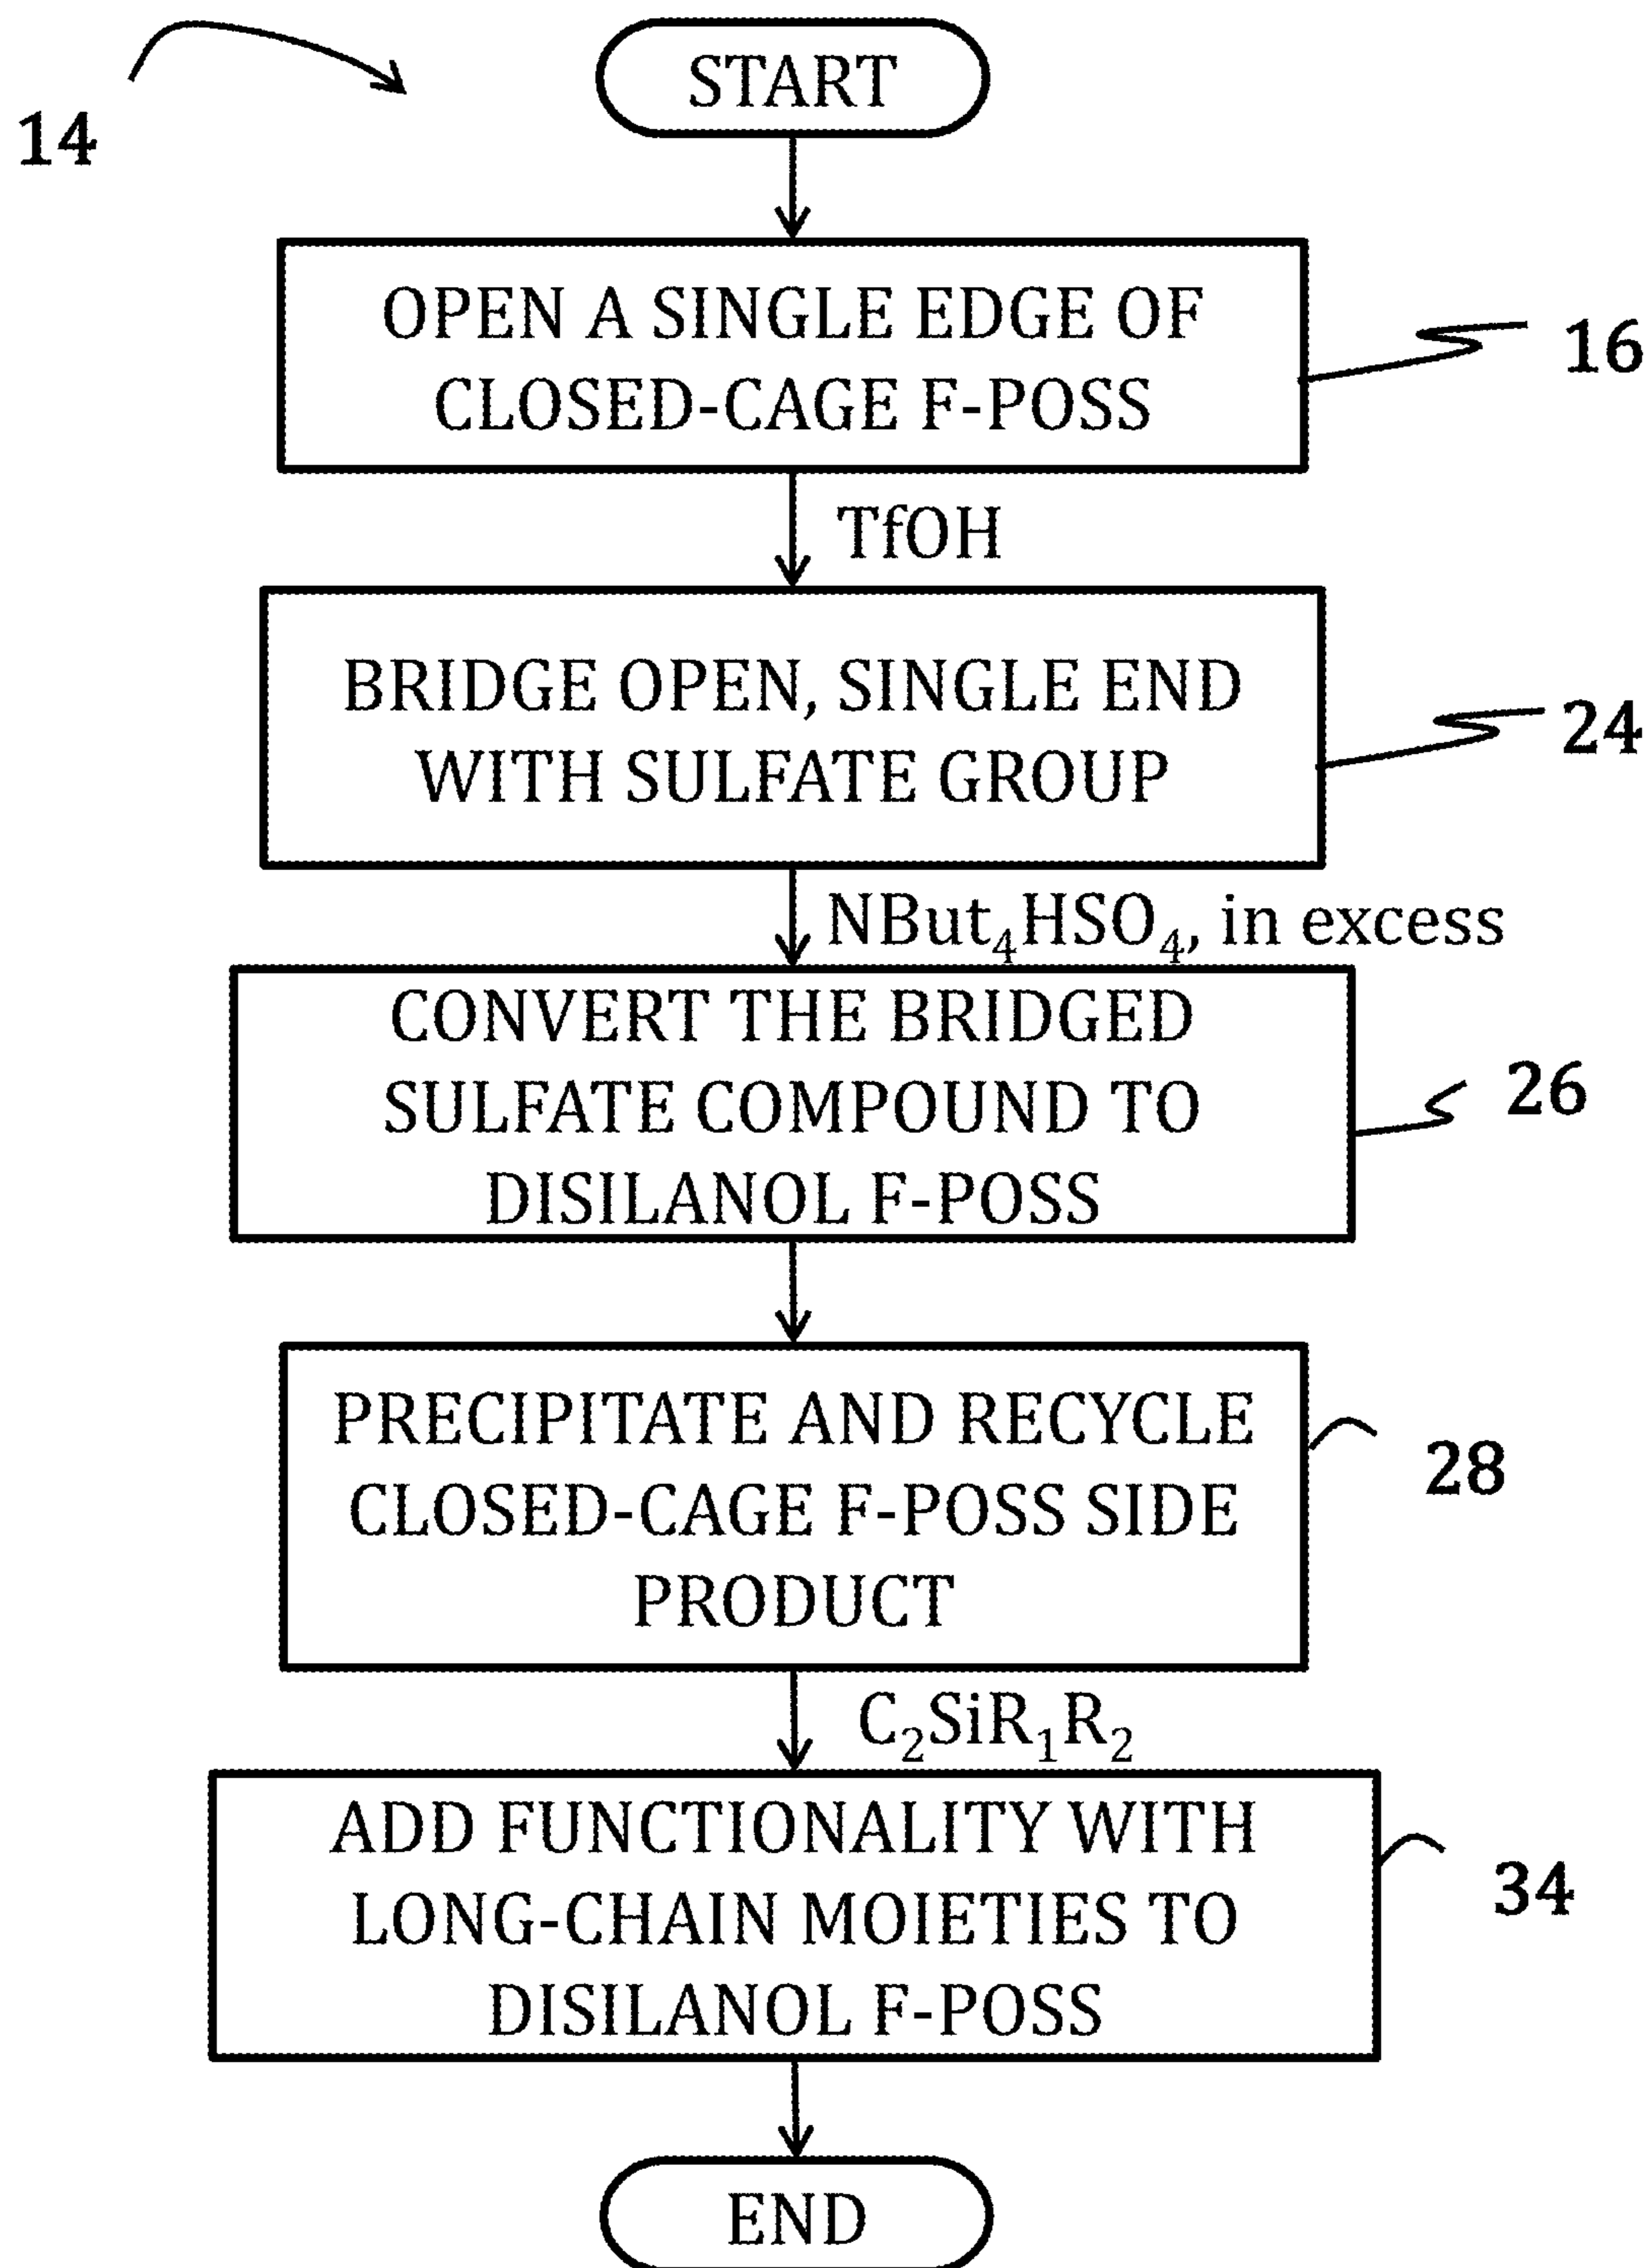 14
START
OPEN A SINGLE EDGE OF
CLOSED-CAGE F-POSS
16
TfOH
BRIDGE OPEN, SINGLE END
WITH SULFATE GROUP
24
NBut₄HSO₄, in excess
CONVERT THE BRIDGED
SULFATE COMPOUND TO
DISILANOL F-POSS
26
PRECIPITATE AND RECYCLE
CLOSED-CAGE F-POSS SIDE
PRODUCT
28
C₂SiR₁R₂
ADD FUNCTIONALITY WITH
LONG-CHAIN MOIETIES TO
DISILANOL F-POSS
34
END